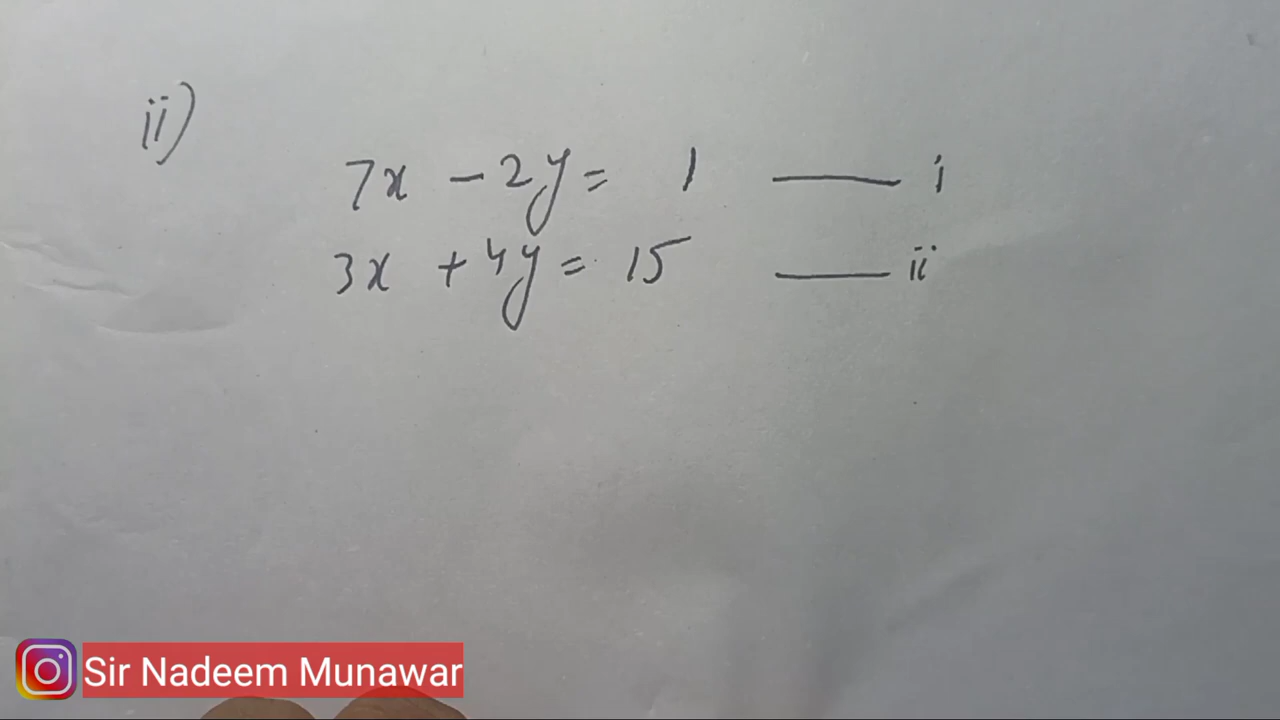 ii)
7x - 2y = 1 —— i
3x + 4y = 15 —— ii
Sir Nadeem Munawar